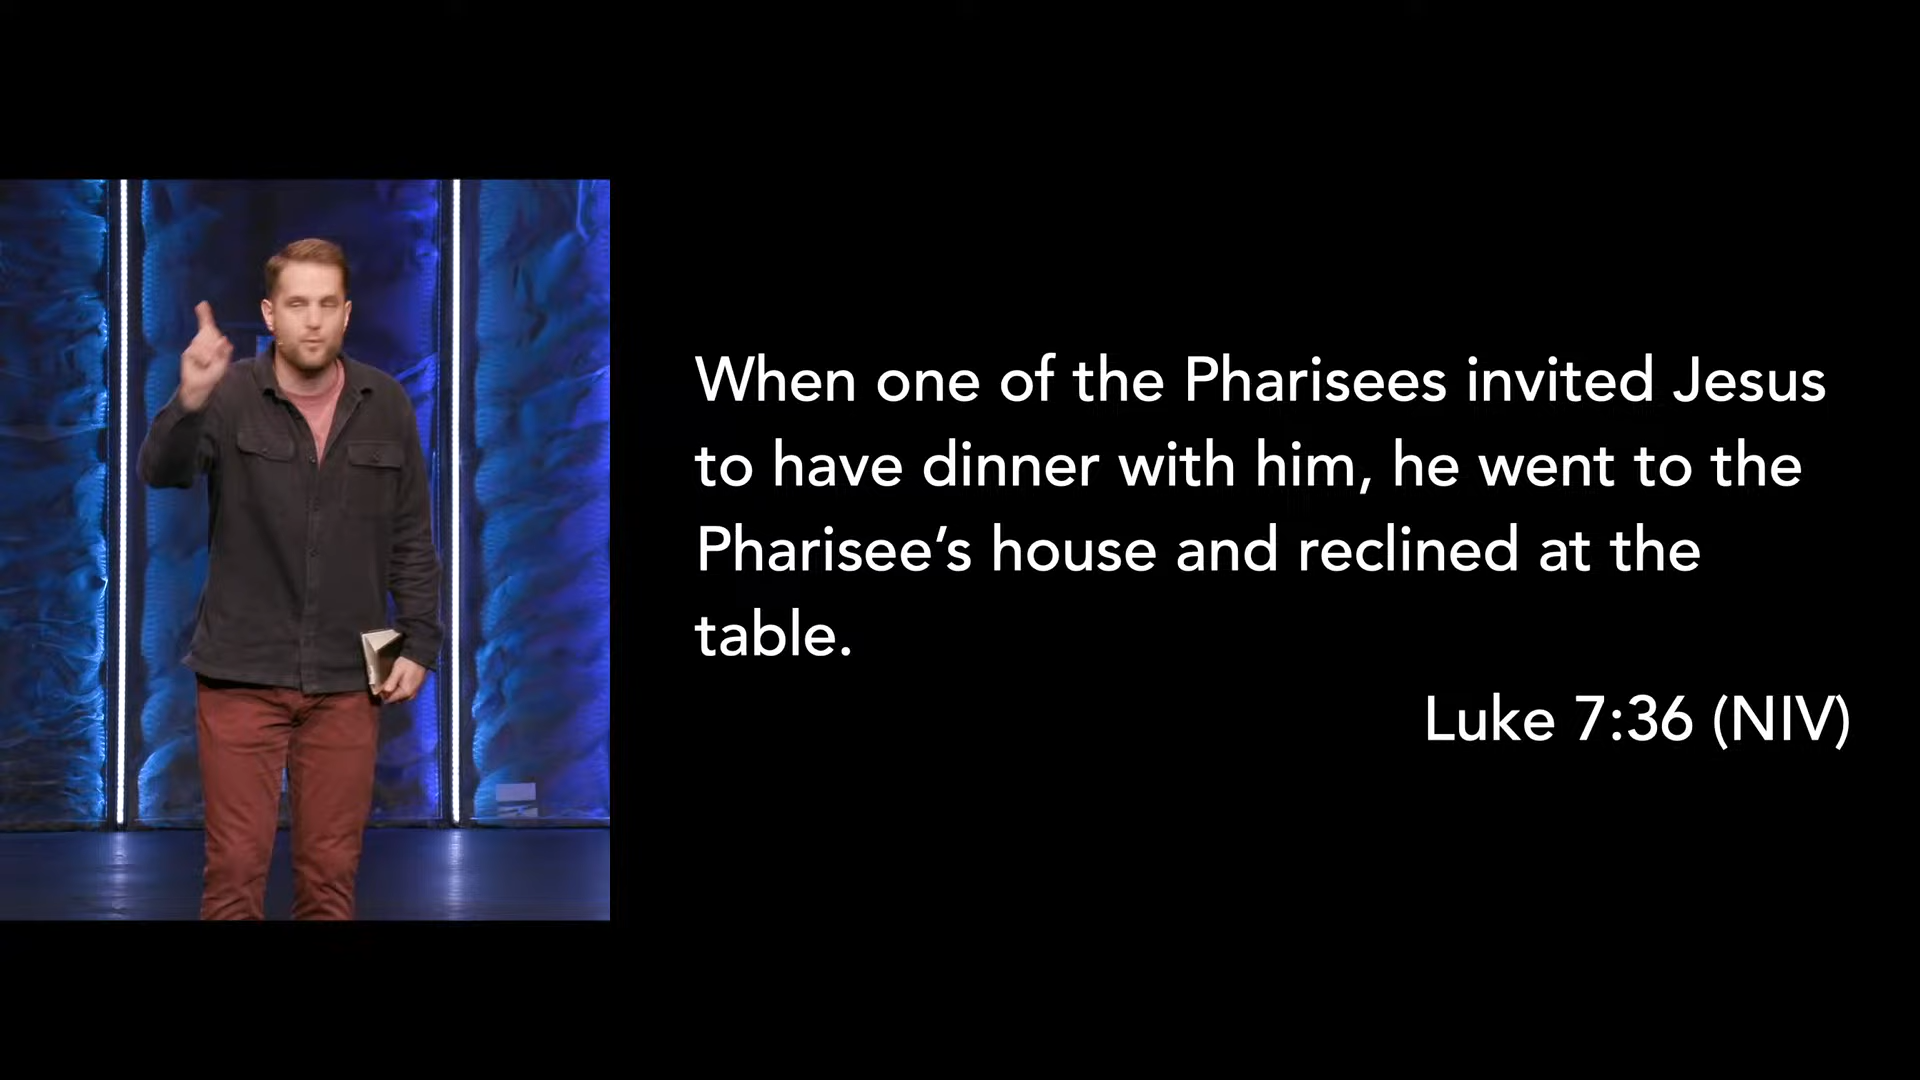 When one of the Pharisees invited Jesus
to have dinner with him, he went to the
Pharisee’s house and reclined at the
table.
Luke 7:36 (NIV)